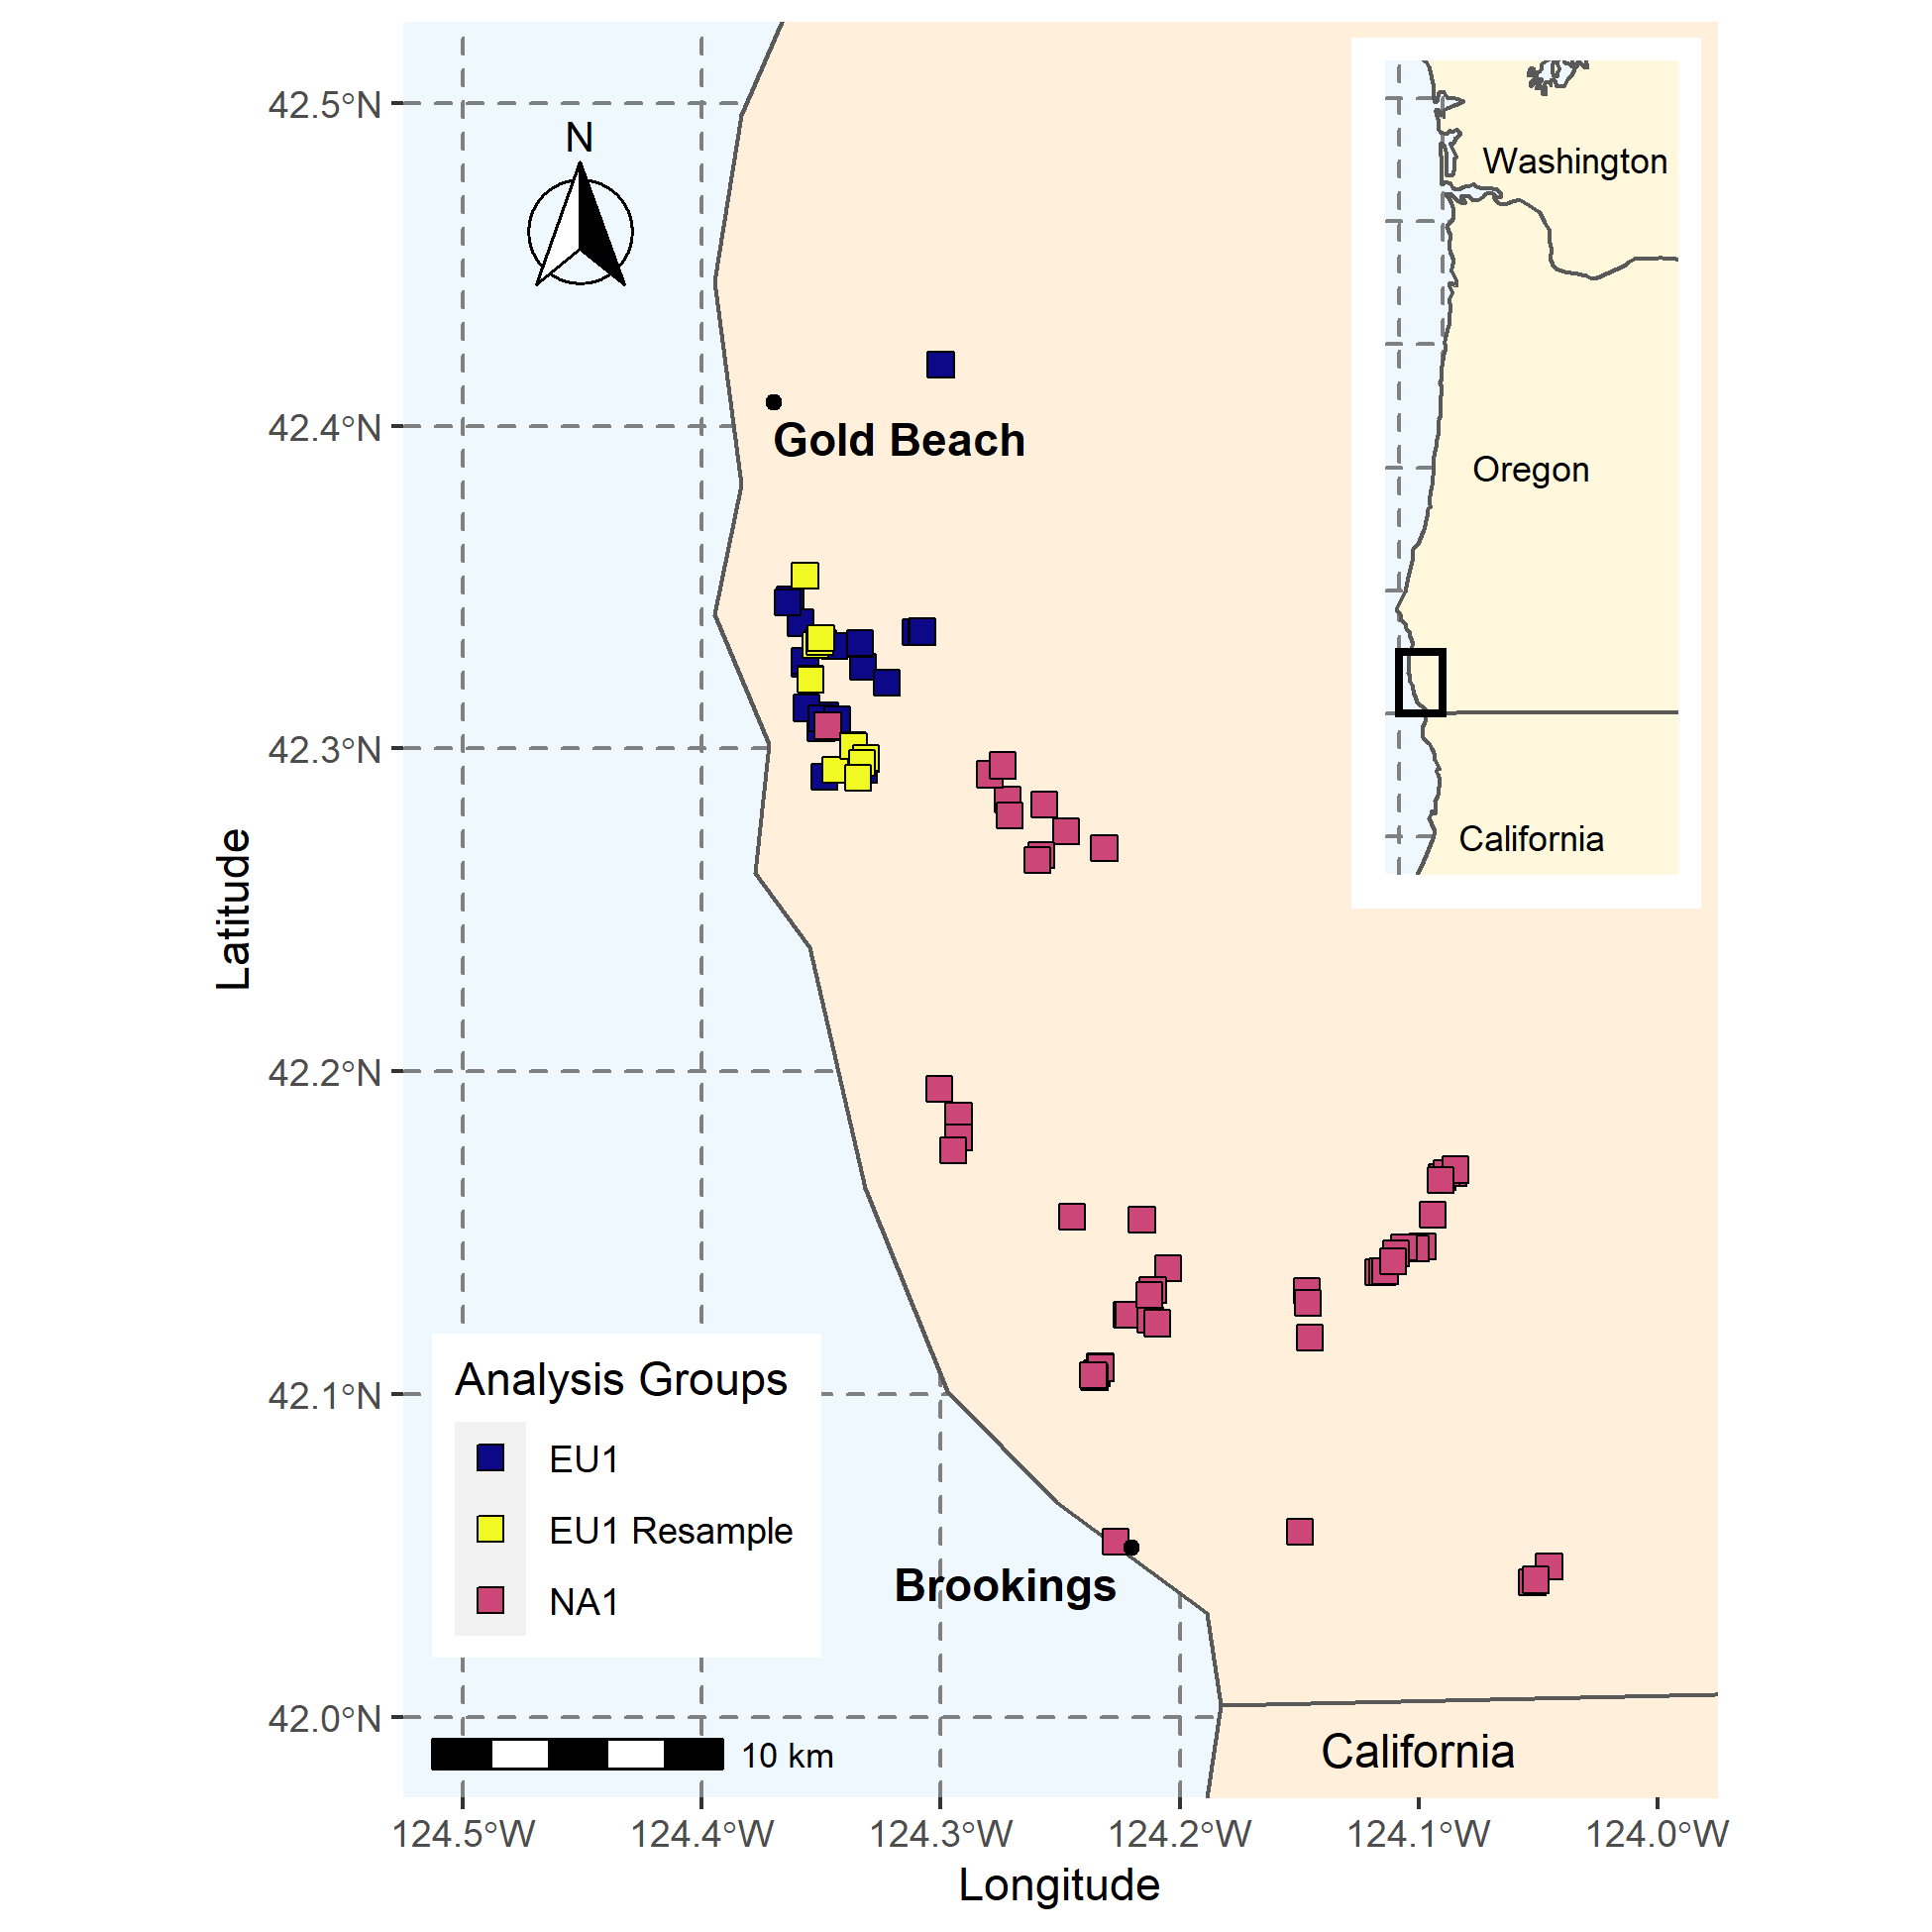 42.5°N
N
Washington
42.4°N
Gold Beach
Oregon
42.3°N
California
Latitude
42.2°N
42.1°N
Analysis Groups
EU1
EU1 Resample
NA1
Brookings
42.0°N
10 km
California
124.5°W
124.4°W
124.3°W
124.2°W
124.1°W
124.0°W
Longitude